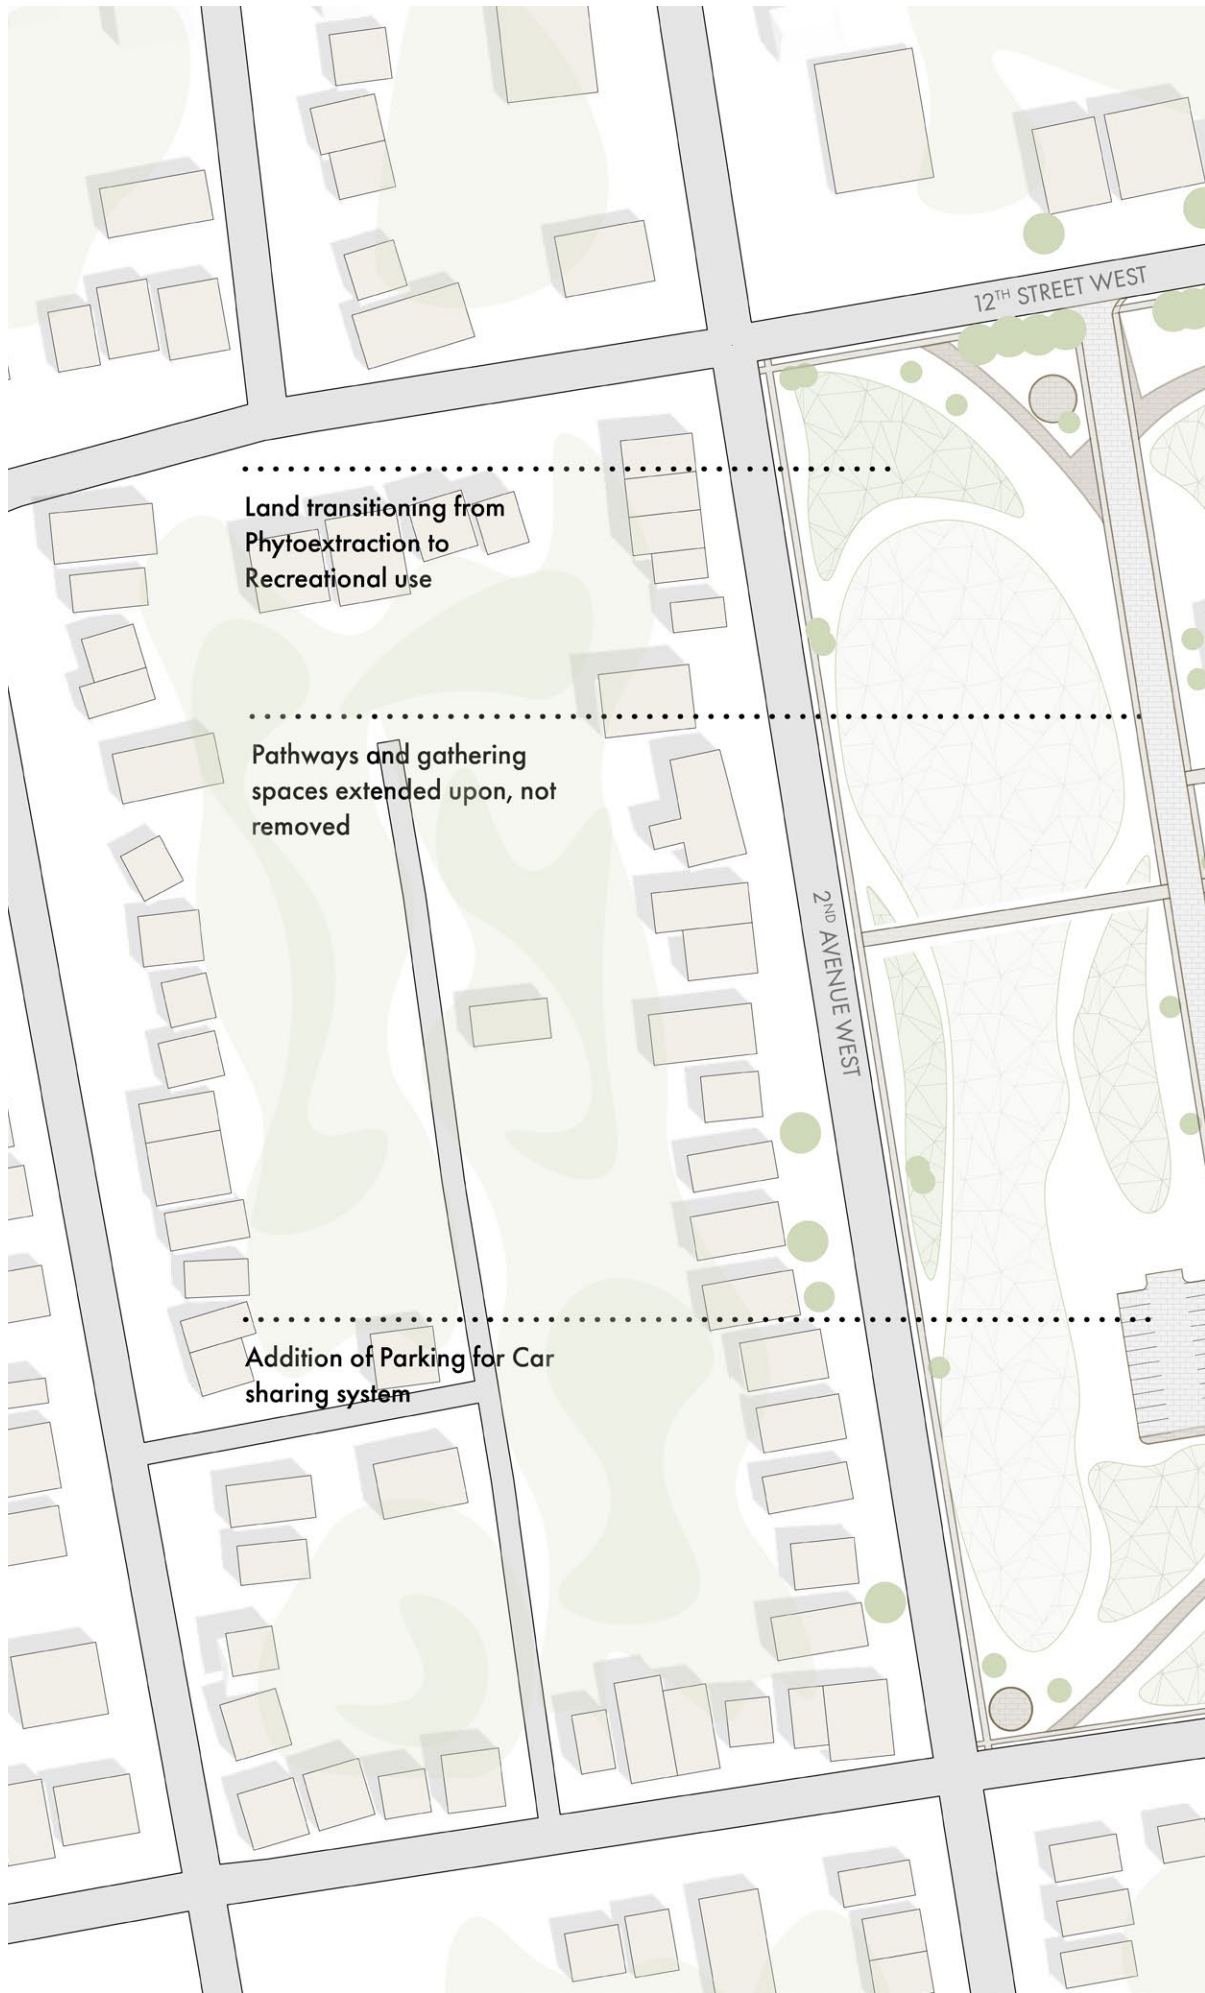 12TH STREET WEST
Land transitioning from
Phytoextraction to
Recreational use
Pathways and gathering
spaces extended upon, not
removed
2ND AVENUE WEST
Addition of Parking for Car
sharing system